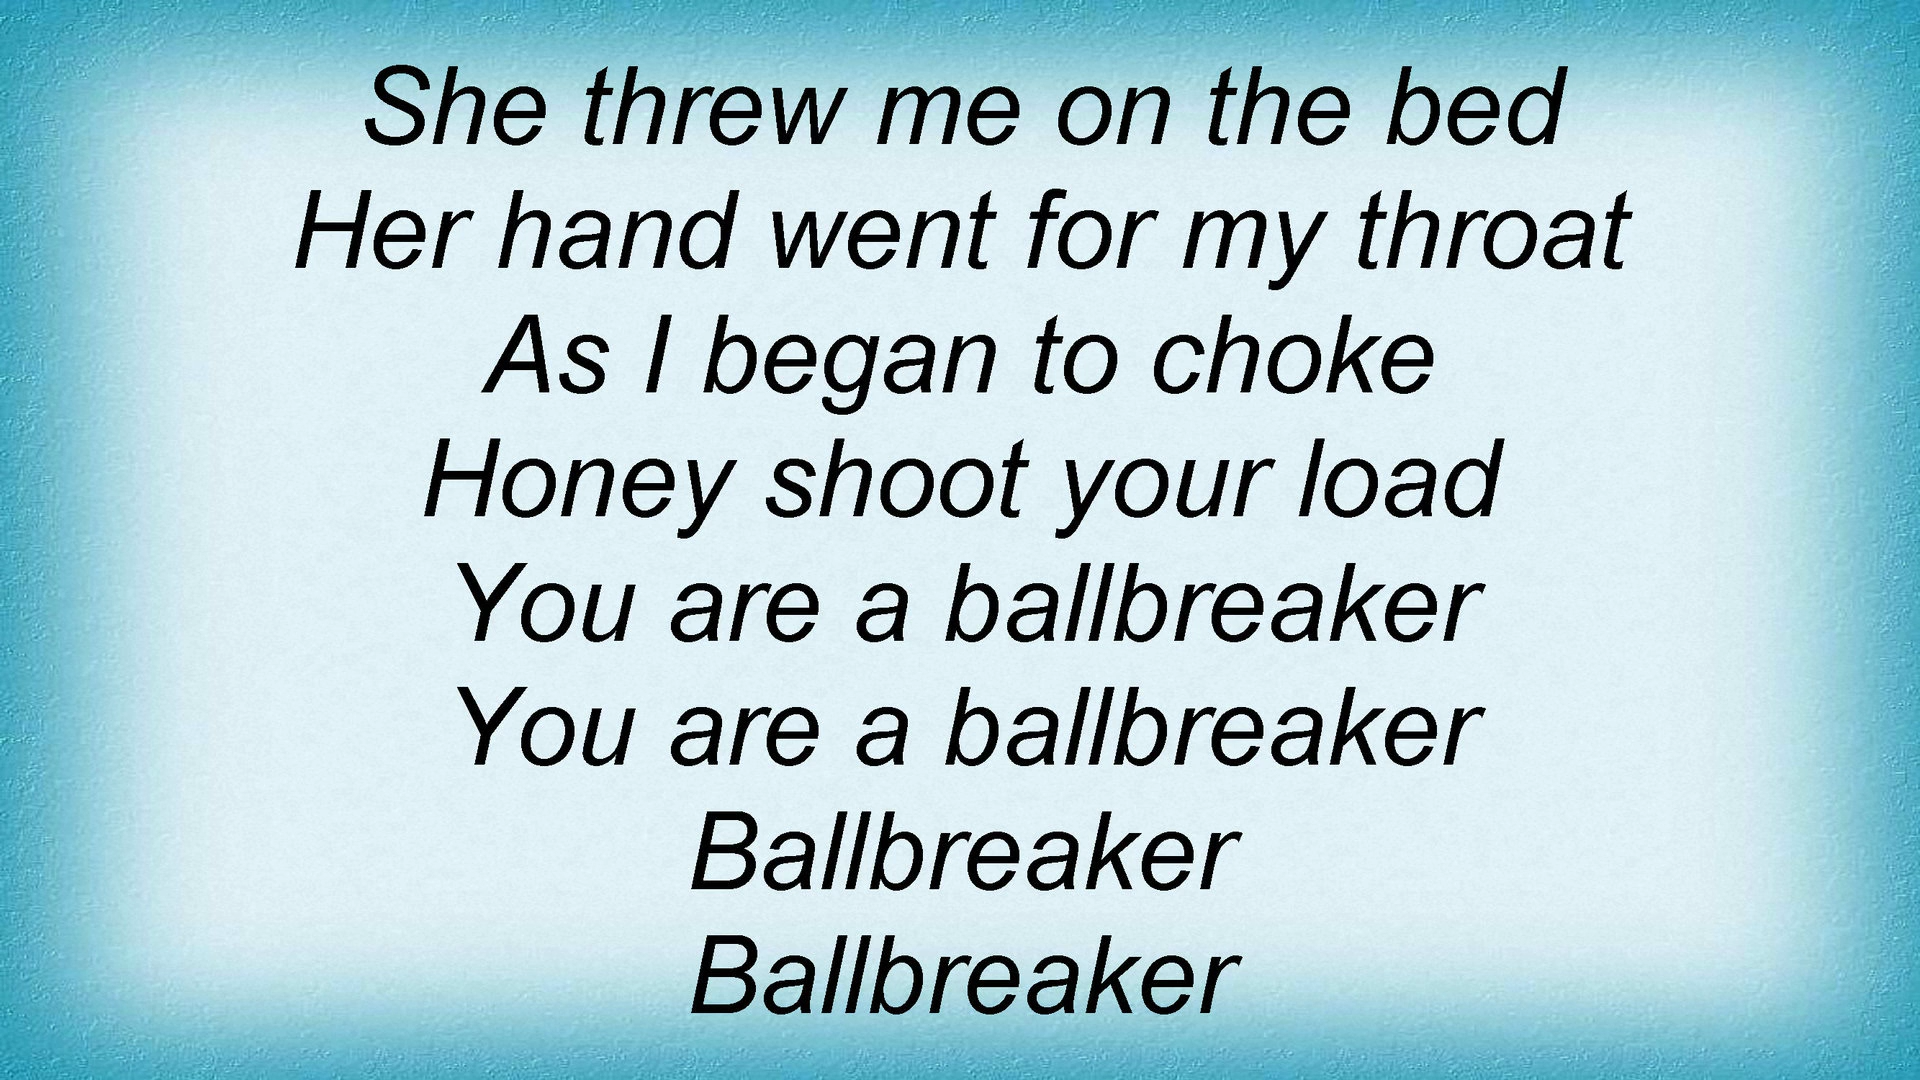 She threw me on the bed
Her hand went for my throat
As I began to choke
Honey shoot your load
You are a ballbreaker
You are a ballbreaker
Ballbreaker
Ballbreaker